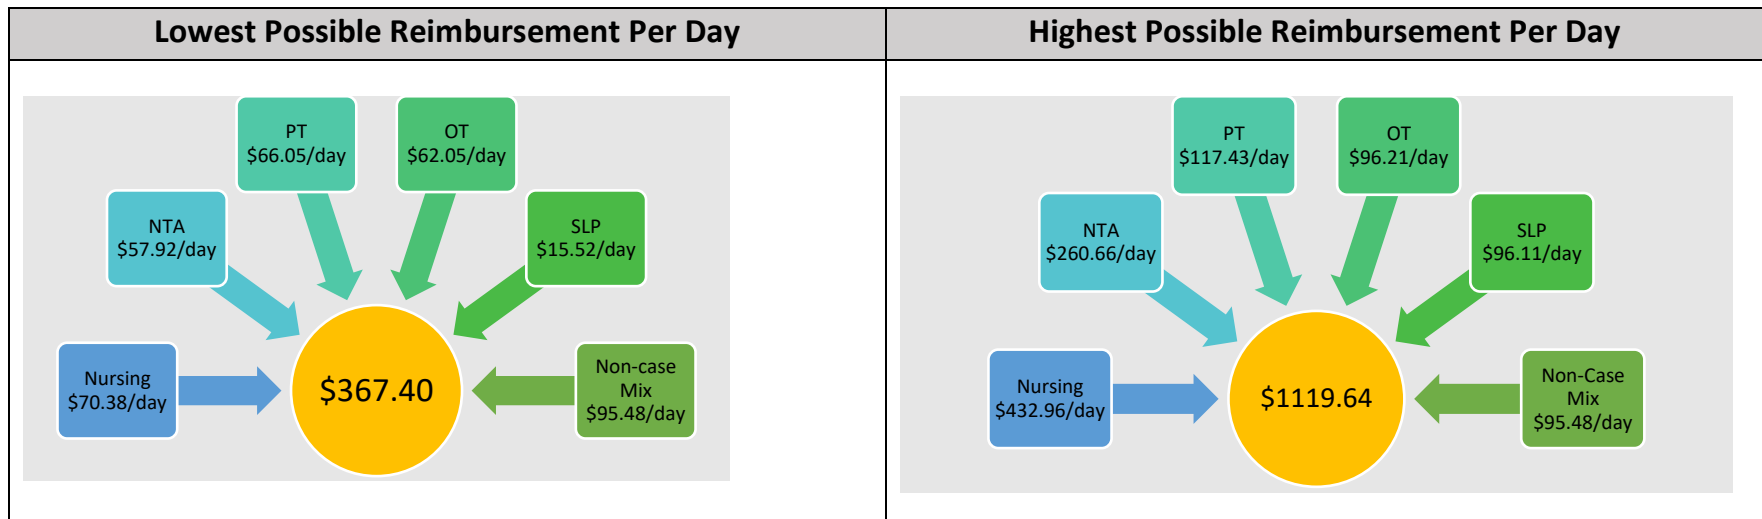 Lowest Possible Reimbursement Per Day
Highest Possible Reimbursement Per Day
PT
$66.05/day
OT
$62.05/day
NTA
$57.92/day
SLP
$15.52/day
Nursing
$70.38/day
$367.40
Non-case
Mix
$95.48/day
PT
$117.43/day
OT
$96.21/day
NTA
$260.66/day
SLP
$96.11/day
Nursing
$432.96/day
$1119.64
Non-Case
Mix
$95.48/day